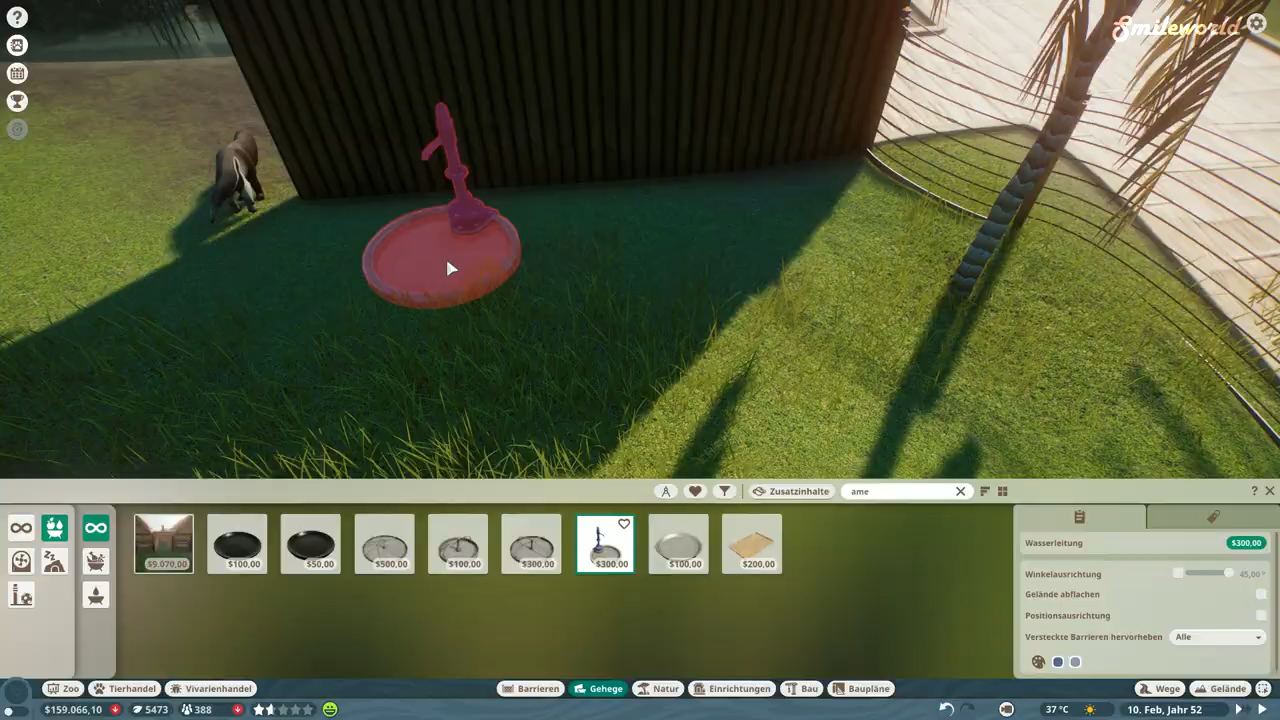 Smileworld
Zusatzinhalte
ame
?
$9.070,00
$100,00
$50,00
$500,00
$100,00
$300,00
$300,00
$100,00
$200,00
Wasserleitung
$300,00
Winkelausrichtung
45,00°
Gelände abflachen
Positionsausrichtung
Versteckte Barrieren hervorheben
Alle
Zoo
Tierhandel
Vivarienhandel
Barrieren
Gehege
Natur
Einrichtungen
Bau
Baupläne
Wege
Gelände
$159.066,10
5473
388
37 °C
10. Feb, Jahr 52